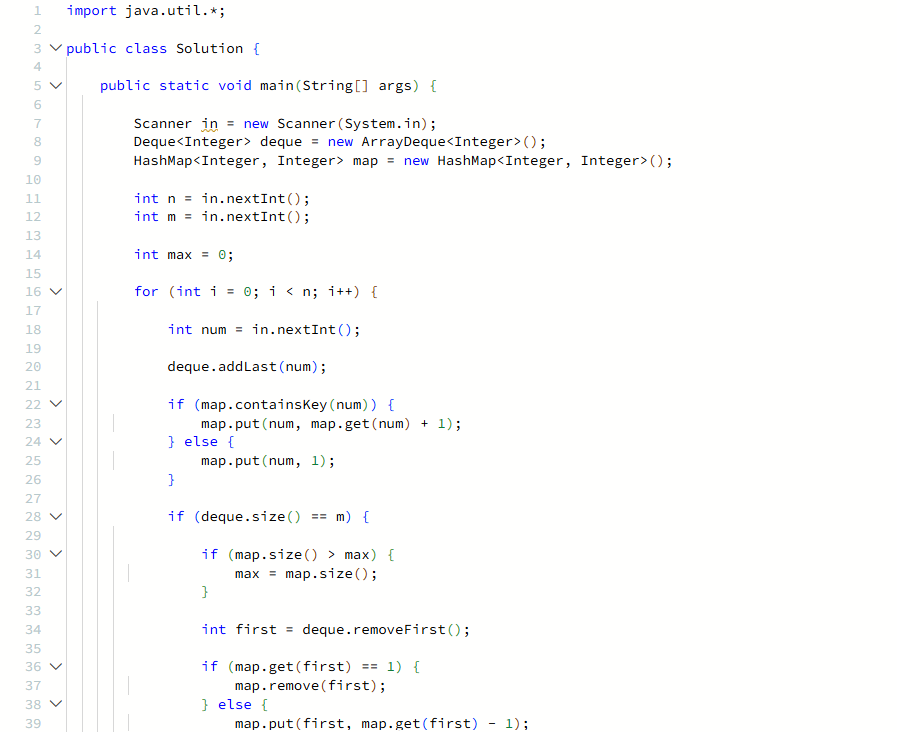 1 import java.util.*;
2
3 public class Solution {
4
5 public static void main(String[] args) {
6
7 Scanner in = new Scanner(System.in);
8 Deque<Integer> deque = new ArrayDeque<Integer>();
9 HashMap<Integer, Integer> map = new HashMap<Integer, Integer>();
10
11 int n = in.nextInt();
12 int m = in.nextInt();
13
14 int max = 0;
15
16 for (int i = 0; i < n; i++) {
17
18 int num = in.nextInt();
19
20 deque.addLast(num);
21
22 if (map.containsKey(num)) {
23 map.put(num, map.get(num) + 1);
24 } else {
25 map.put(num, 1);
26 }
27
28 if (deque.size() == m) {
29
30 if (map.size() > max) {
31 max = map.size();
32 }
33
34 int first = deque.removeFirst();
35
36 if (map.get(first) == 1) {
37 map.remove(first);
38 } else {
39 map.put(first, map.get(first) - 1);